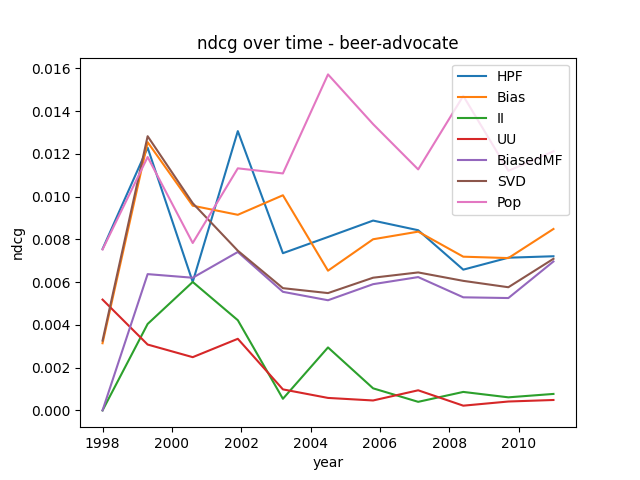 ndcg over time - beer-advocate
0.016
0.014
0.012
0.010
0.008
0.006
0.004
0.002
0.000
ndcg
HPF
Bias
II
UU
BiasedMF
SVD
Pop
1998
2000
2002
2004
2006
2008
2010
year